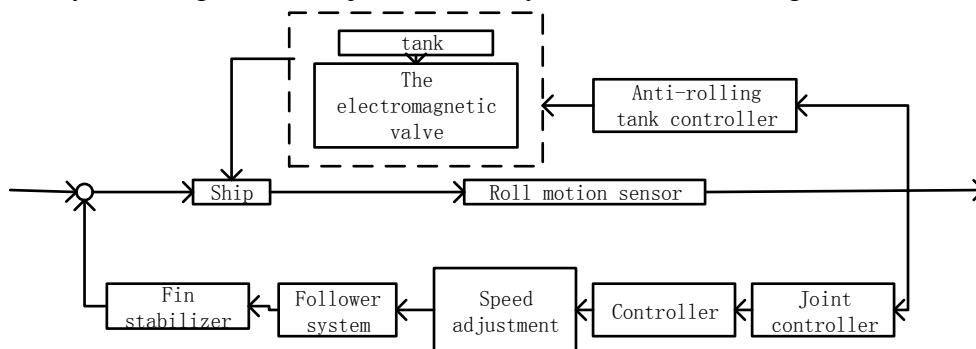 tank
The
electromagnetic
valve
Anti-rolling
tank controller
Ship
Roll motion sensor
Fin
stabilizer
Follower
system
Speed
adjustment
Controller
Joint
controller